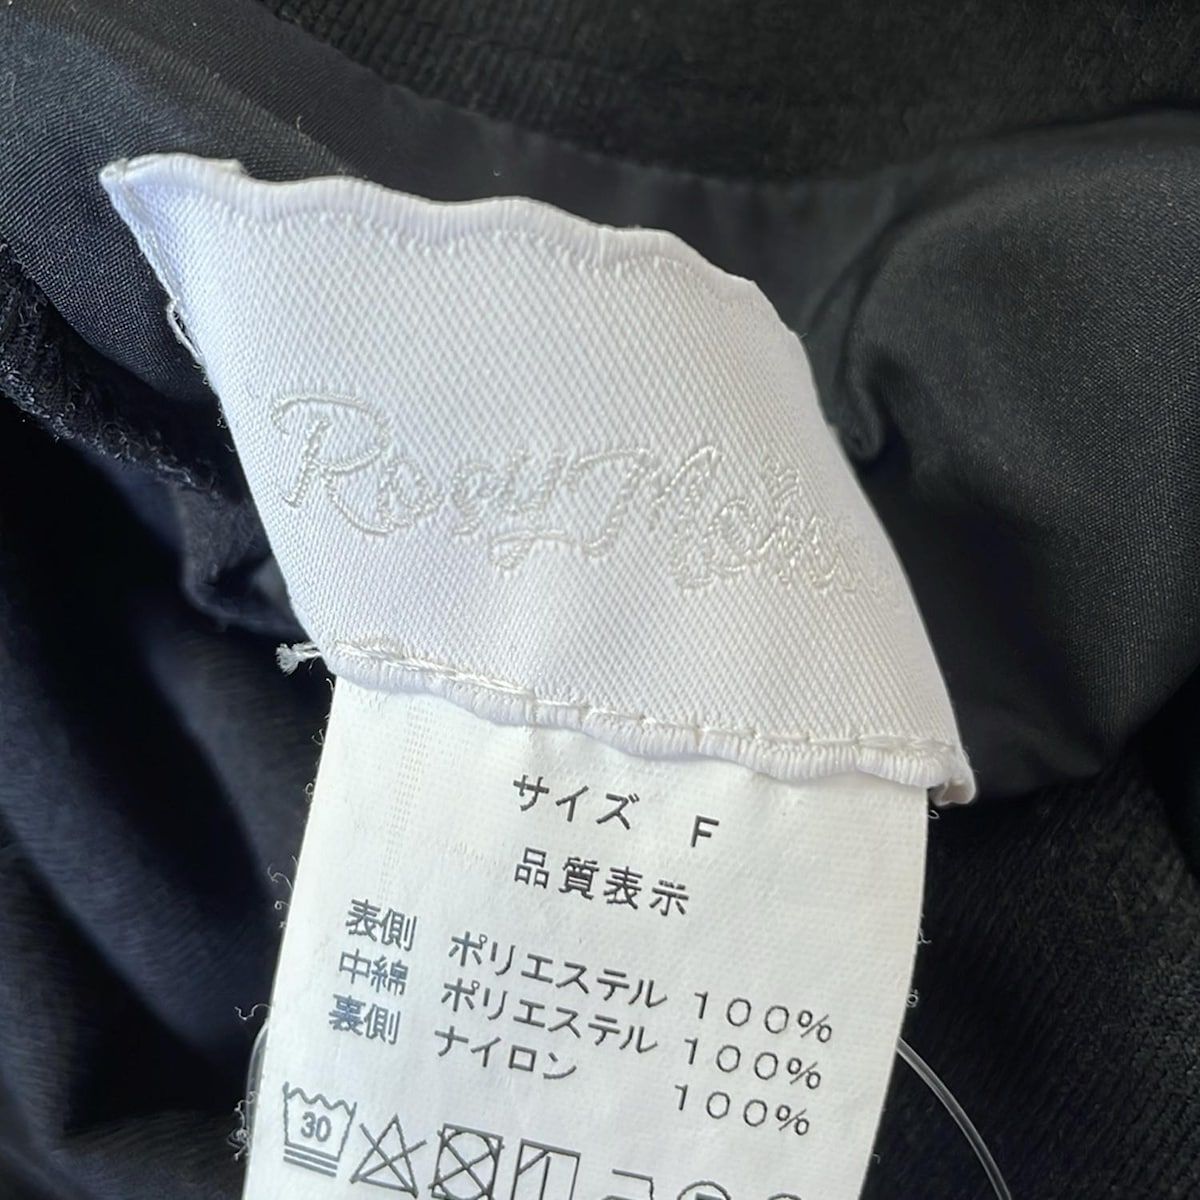 サイズ F
品質表示
表側 ポリエステル 100%
中綿 ポリエステル 100%
裏側 ナイロン 100%
30